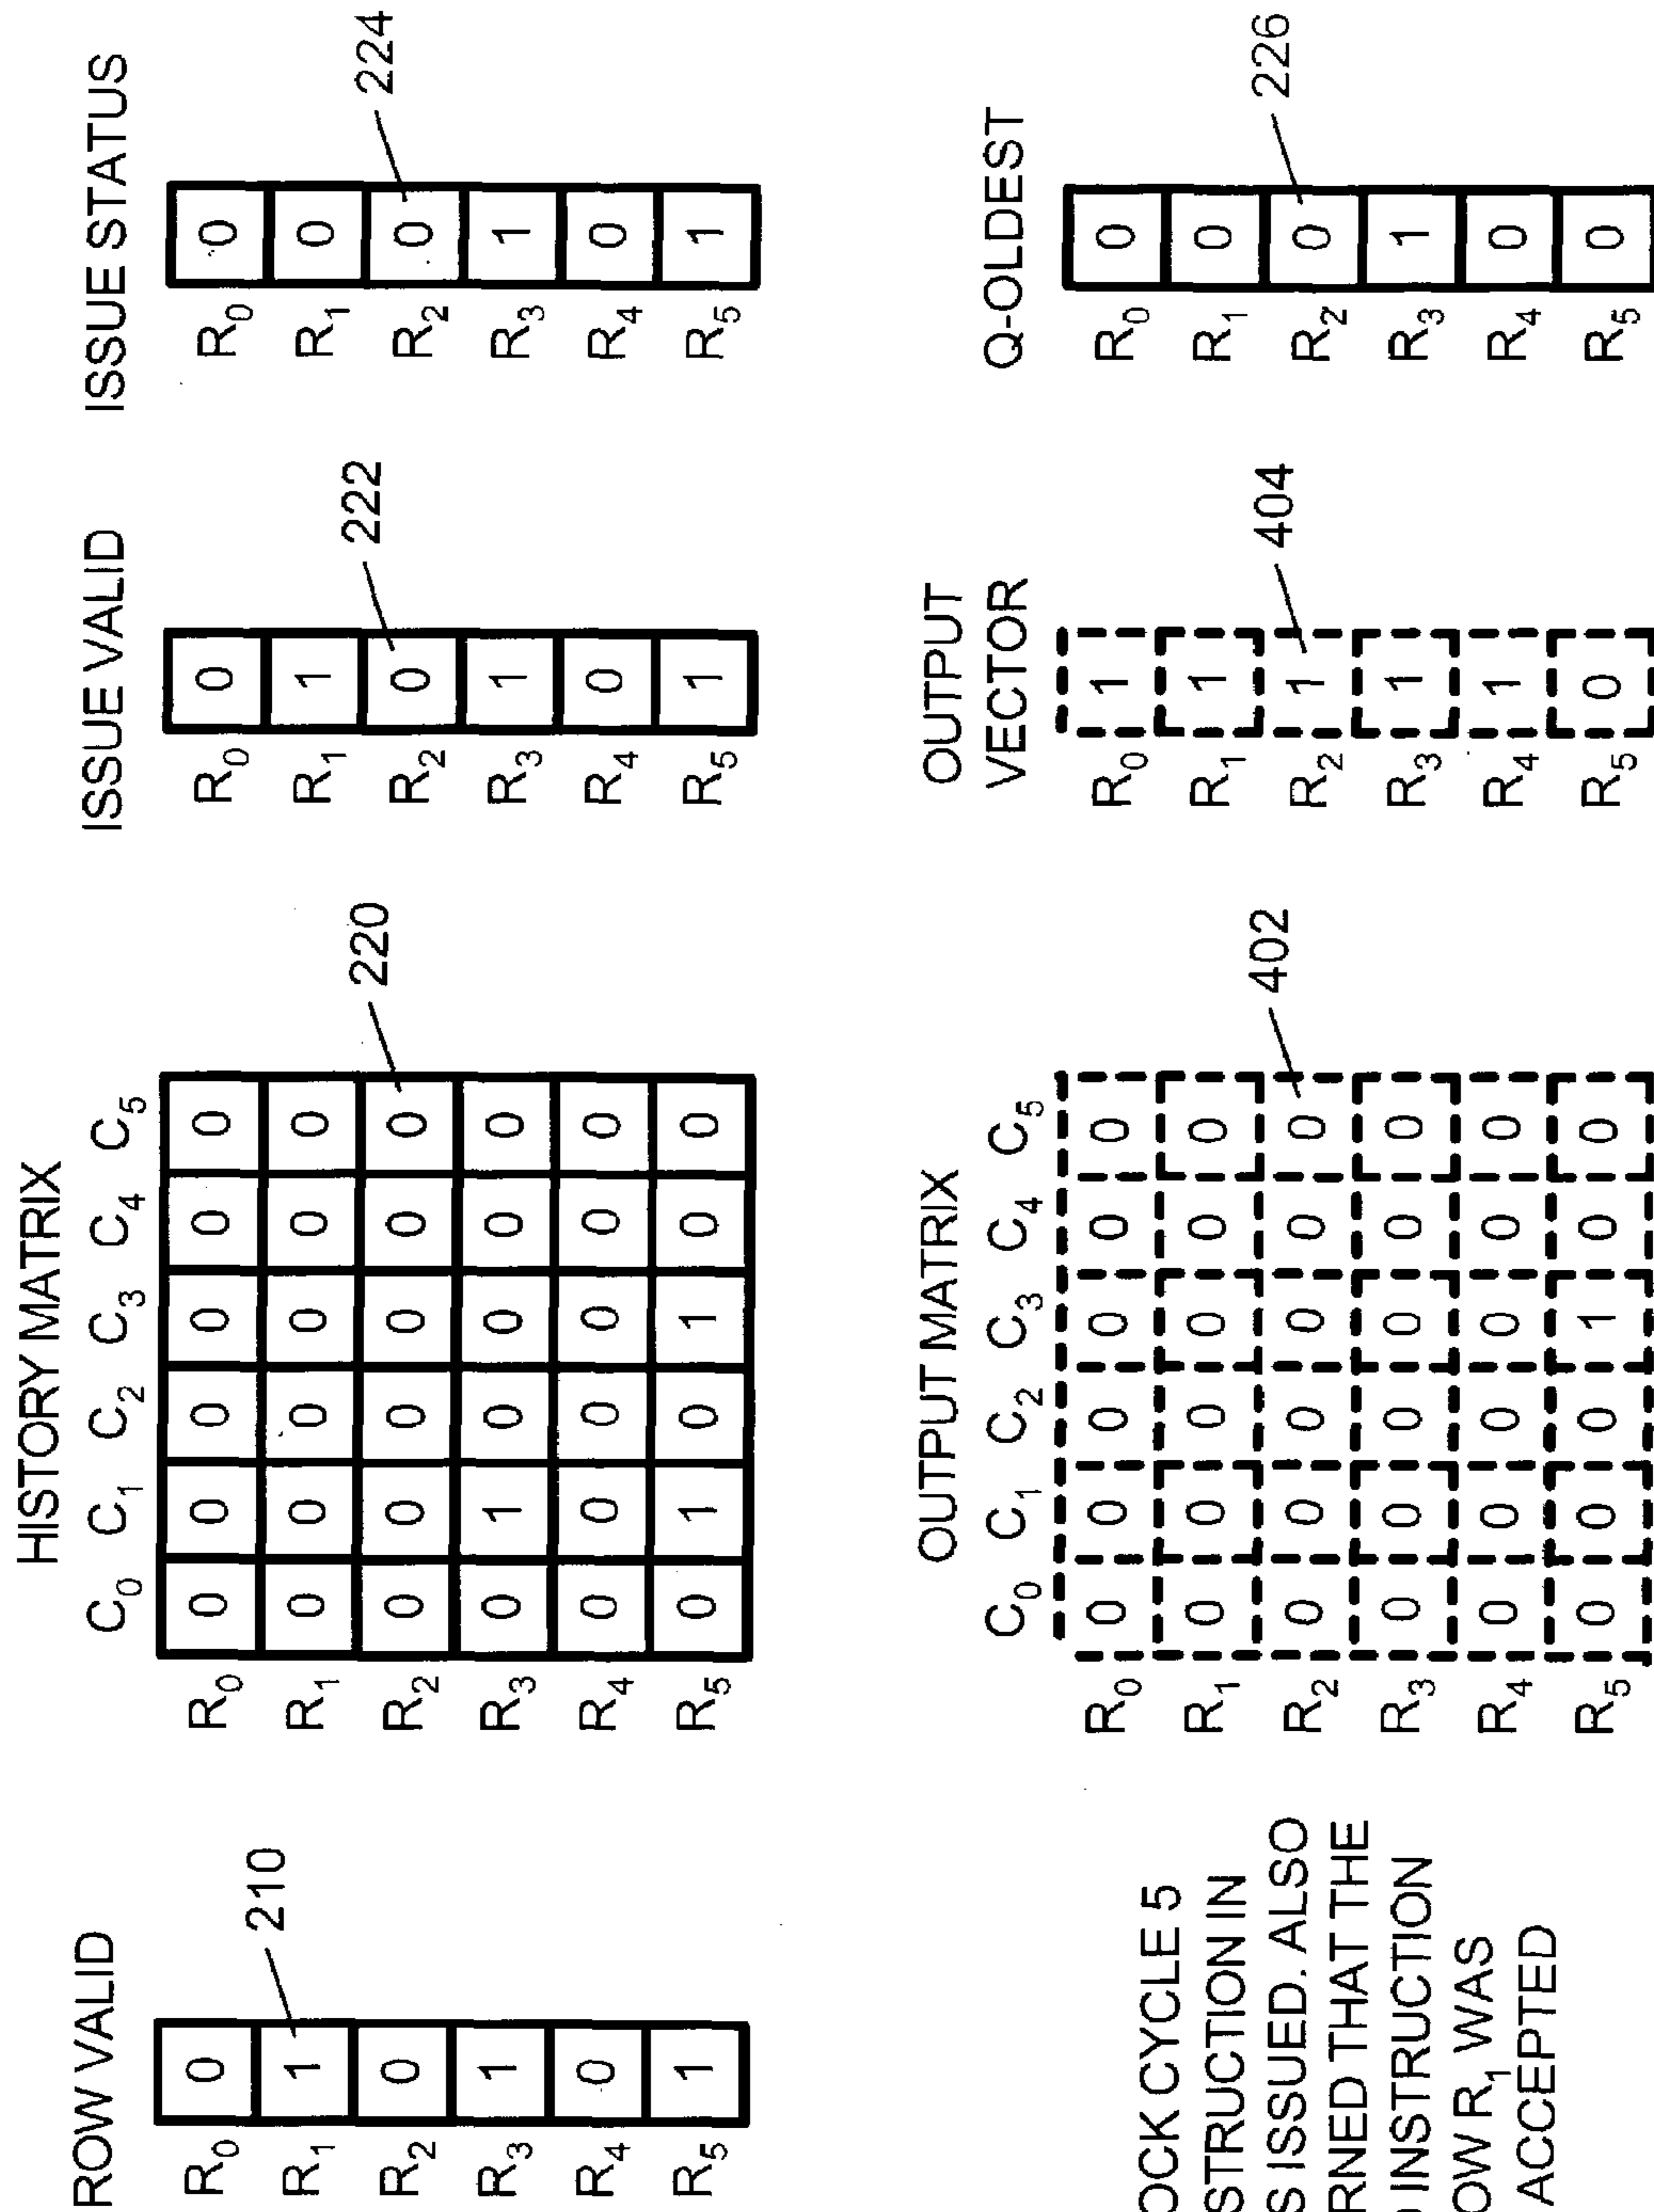 ROW VALID
210
R₀ 0
R₁ 1
R₂ 0
R₃ 1
R₄ 0
R₅ 1
HISTORY MATRIX
C₀ C₁ C₂ C₃ C₄ C₅
R₀ 0 0 0 0 0 0
R₁ 0 0 0 0 0 0
R₂ 0 0 0 0 0 0
R₃ 0 1 0 0 0 0
R₄ 0 0 0 0 0 0
R₅ 0 1 0 1 0 0
220
ISSUE VALID
R₀ 0
R₁ 1
R₂ 0
R₃ 1
R₄ 0
R₅ 1
222
ISSUE STATUS
R₀ 0
R₁ 0
R₂ 0
R₃ 1
R₄ 0
R₅ 1
224
OCK CYCLE 5
STRUCTION IN
S ISSUED. ALSO
RNED THAT THE
INSTRUCTION
OW R₁ WAS
ACCEPTED
OUTPUT MATRIX
C₀ C₁ C₂ C₃ C₄ C₅
R₀ 0 0 0 0 0 0
R₁ 0 0 0 0 0 0
R₂ 0 0 0 0 0 0
R₃ 0 0 0 0 0 0
R₄ 0 0 0 0 0 0
R₅ 0 0 0 1 0 0
402
OUTPUT
VECTOR
R₀ 1
R₁ 1
R₂ 1
R₃ 1
R₄ 1
R₅ 0
404
Q-OLDEST
R₀ 0
R₁ 0
R₂ 0
R₃ 1
R₄ 0
R₅ 0
226